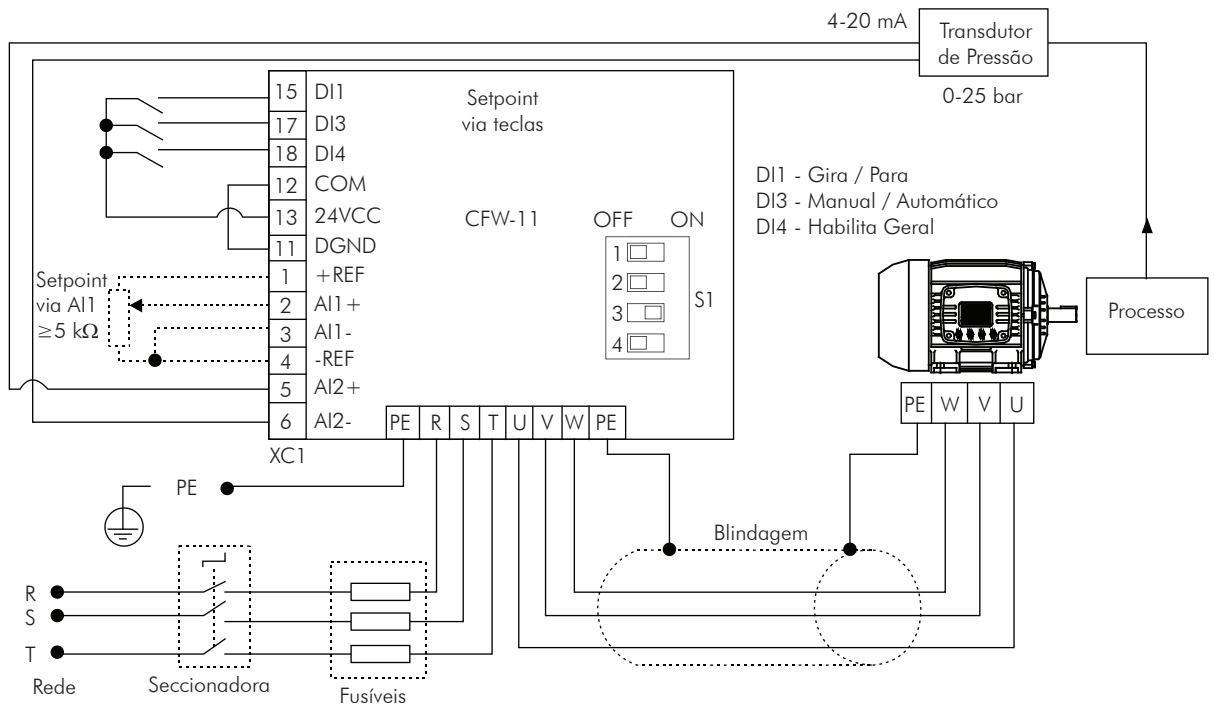 4-20 mA
Transdutor
de Pressão
0-25 bar
15 DI1
17 DI3
18 DI4
12 COM
13 24VCC
11 DGND
1 +REF
2 AI1+
3 AI1-
4 -REF
5 AI2+
6 AI2-
XC1
Setpoint
via teclas
CFW-11
OFF ON
1
2
3
4
S1
Setpoint
via AI1
≥5 kΩ
DI1 - Gira / Para
DI3 - Manual / Automático
DI4 - Habilita Geral
Processo
PE R S T U V W PE
PE W V U
PE
Blindagem
R
S
T
Rede
Seccionadora
Fusíveis